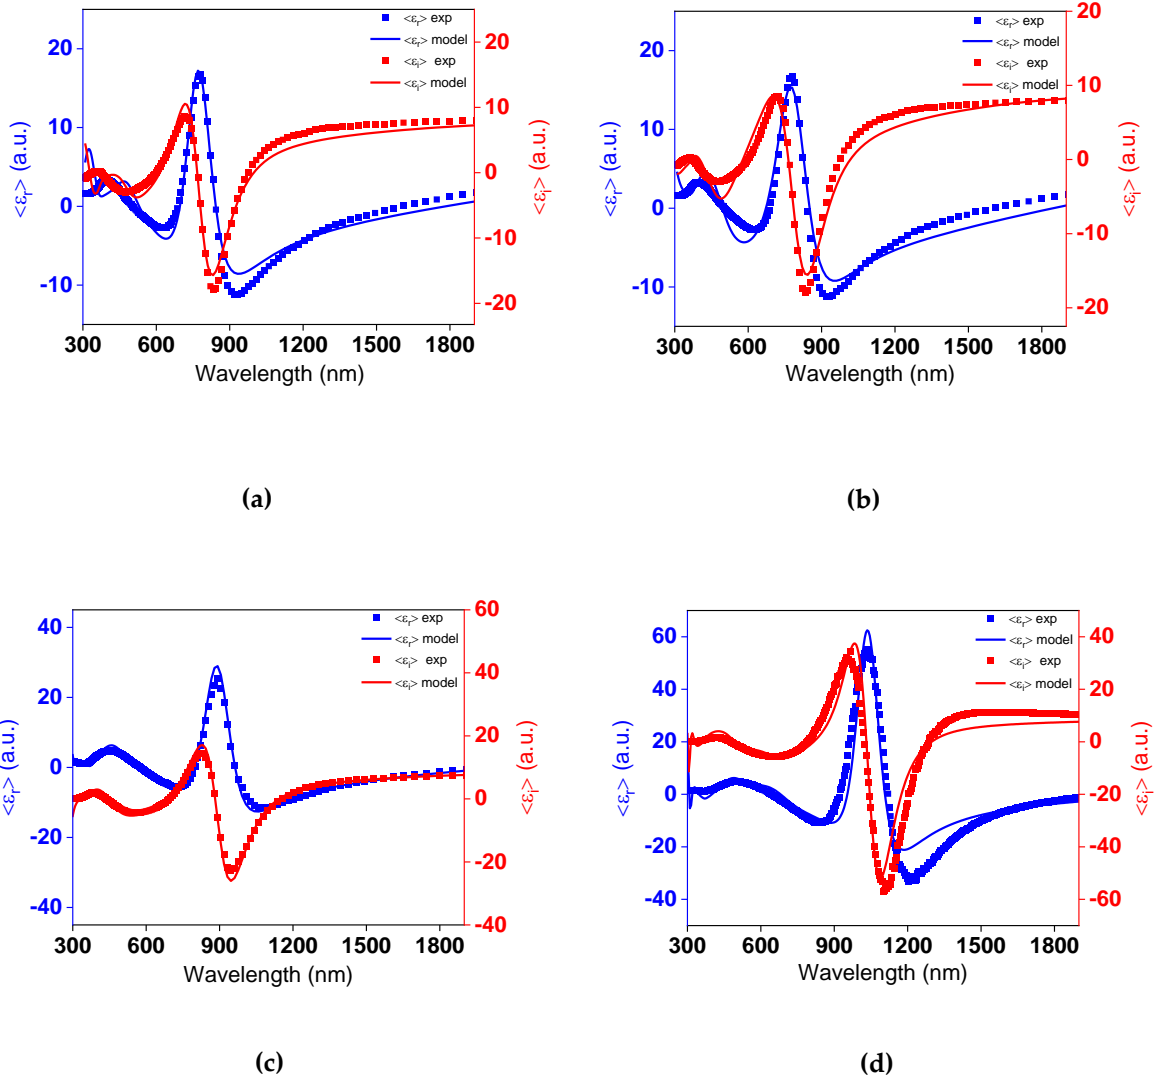 <εr> exp
<εr> model
<εi> exp
<εi> model
20
10
0
-10
<εr> (a.u.)
20
10
0
-10
-20
<εi> (a.u.)
300 600 900 1200 1500 1800
Wavelength (nm)
(a)
<εr> exp
<εr> model
<εi> exp
<εi> model
20
10
0
-10
<εr> (a.u.)
20
10
0
-10
-20
<εi> (a.u.)
300 600 900 1200 1500 1800
Wavelength (nm)
(b)
<εr> exp
<εr> model
<εi> exp
<εi> model
40
20
0
-20
-40
<εr> (a.u.)
60
40
20
0
-20
-40
<εi> (a.u.)
300 600 900 1200 1500 1800
Wavelength (nm)
(c)
<εr> exp
<εr> model
<εi> exp
<εi> model
60
40
20
0
-20
-40
<εr> (a.u.)
40
20
0
-20
-40
-60
<εi> (a.u.)
300 600 900 1200 1500 1800
Wavelength (nm)
(d)